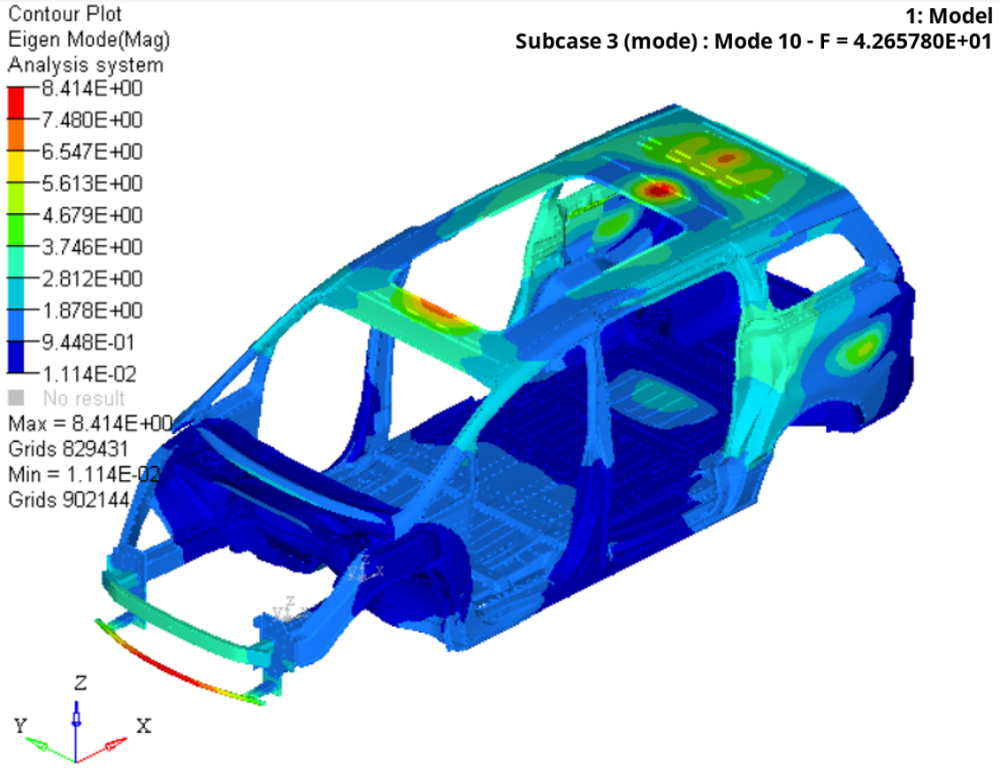 Contour Plot
Eigen Mode(Mag)
Analysis system
8.414E+00
7.480E+00
6.547E+00
5.613E+00
4.679E+00
3.746E+00
2.812E+00
1.878E+00
9.448E-01
1.114E-02
No result
Max = 8.414E+00
Grids 829431
Min = 1.114E-02
Grids 902144
1: Model
Subcase 3 (mode) : Mode 10 - F = 4.265780E+01
Z
X
Z
Z
Y
X